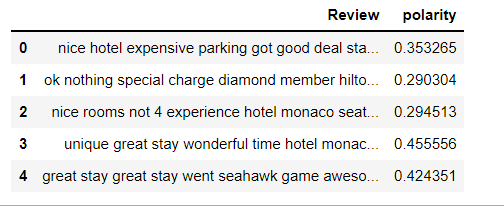 Review polarity
0 nice hotel expensive parking got good deal sta... 0.353265
1 ok nothing special charge diamond member hilto... 0.290304
2 nice rooms not 4 experience hotel monaco seat... 0.294513
3 unique great stay wonderful time hotel monac... 0.455556
4 great stay great stay went seahawk game aweso... 0.424351